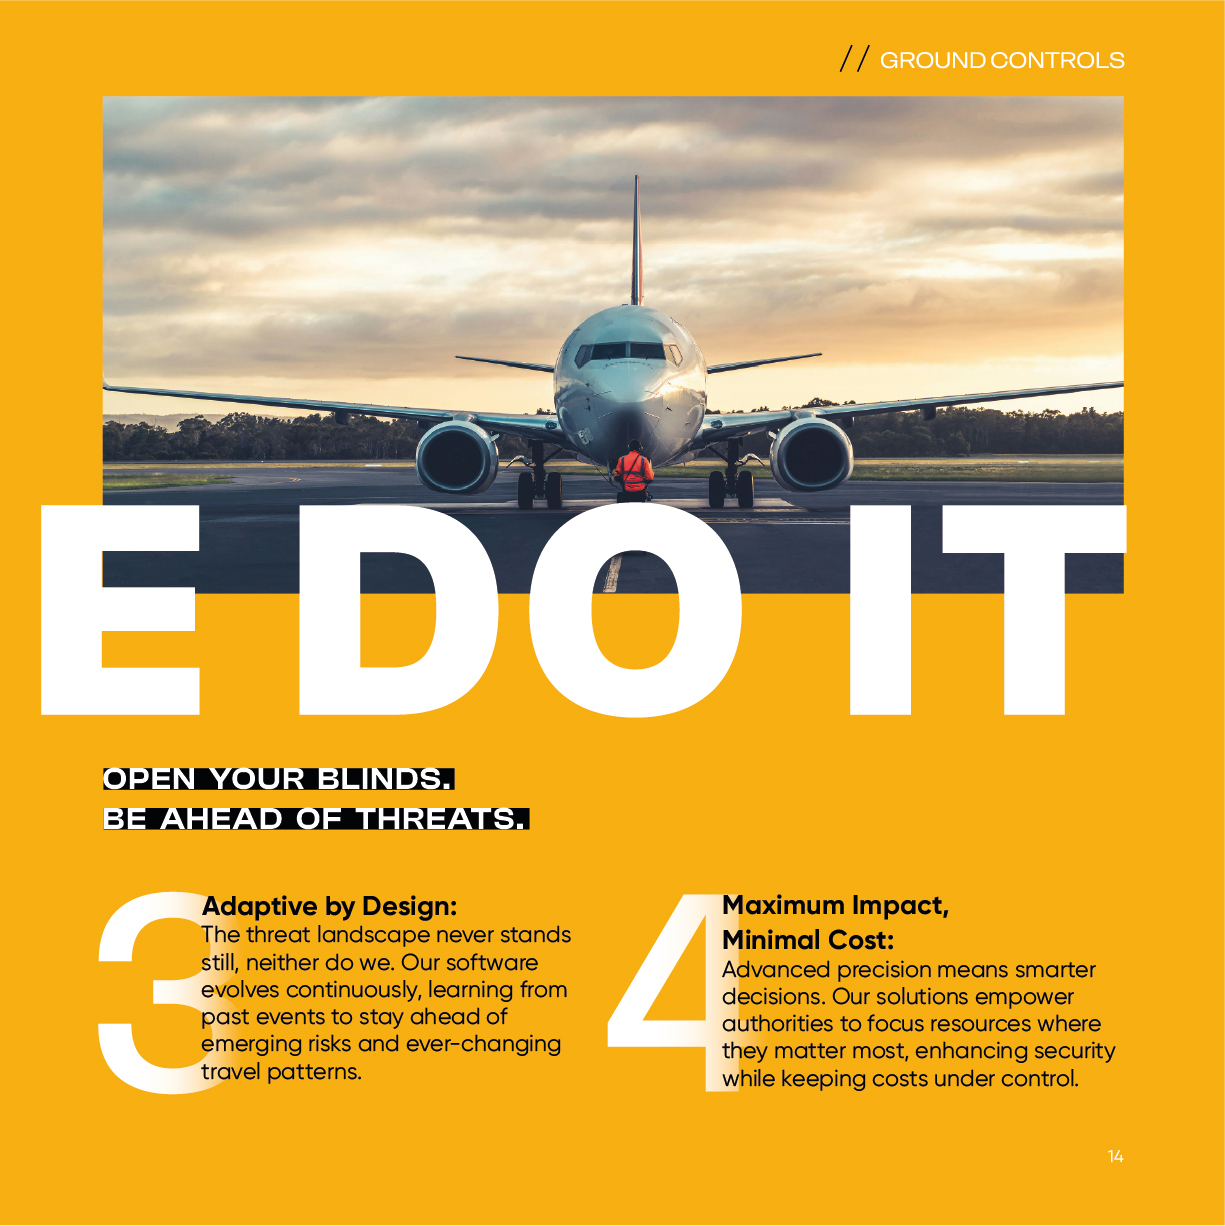 // GROUND CONTROLS
E DO IT
OPEN YOUR BLINDS.
BE AHEAD OF THREATS.
3
Adaptive by Design:
The threat landscape never stands
still, neither do we. Our software
evolves continuously, learning from
past events to stay ahead of
emerging risks and ever-changing
travel patterns.
4
Maximum Impact,
Minimal Cost:
Advanced precision means smarter
decisions. Our solutions empower
authorities to focus resources where
they matter most, enhancing security
while keeping costs under control.
14